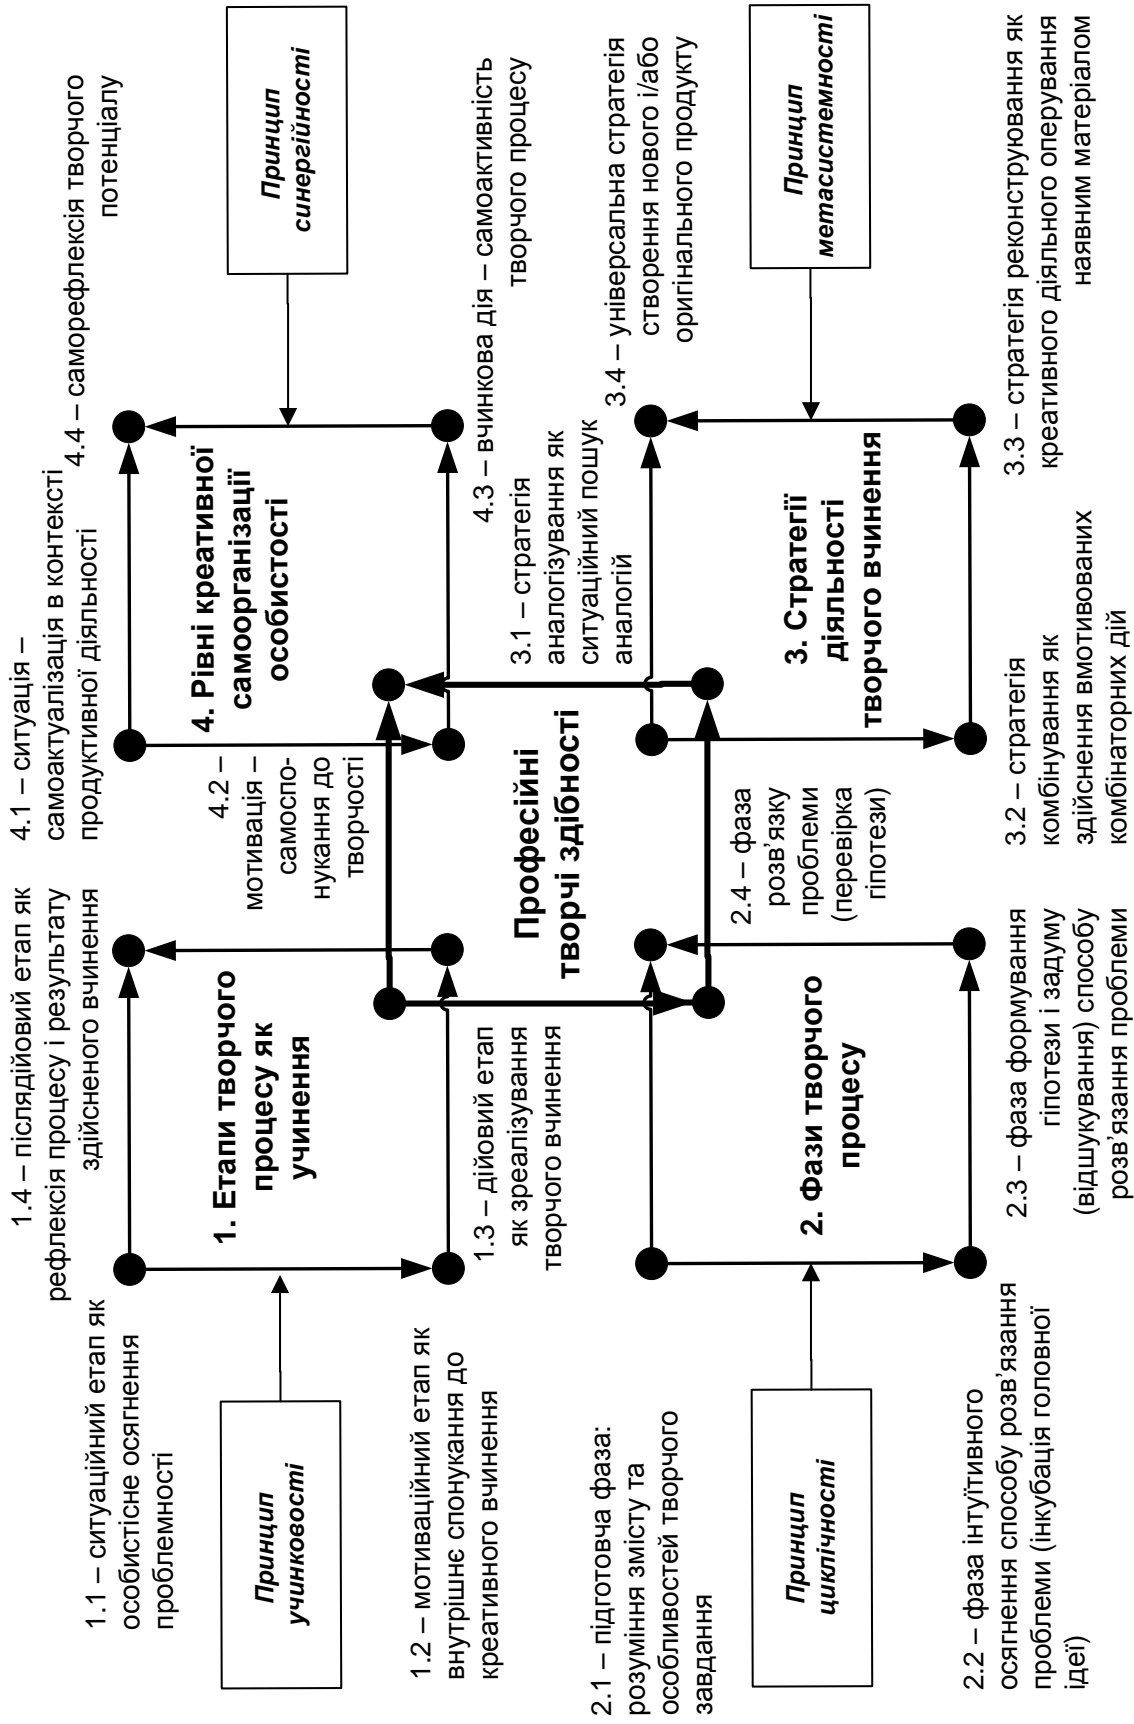 1.1 – ситуаційний етап як
особистісне осягнення
проблемності
1.4 – післядійовий етап як
рефлексія процесу і результату
здійсненого вчинення
4.1 – ситуація –
самоактуалізація в контексті
продуктивної діяльності
4.4 – саморефлексія творчого
потенціалу
Принцип
учинковості
1. Етапи творчого
процесу як
учинення
4.2 –
мотивація –
самоспо-
нукання до
творчості
4. Рівні креативної
самоорганізації
особистості
Принцип
синергійності
1.2 – мотиваційний етап як
внутрішнє спонукання до
креативного вчинення
1.3 – дійовий етап
як зреалізування
творчого вчинення
Професійні
творчі здібності
4.3 – вчинкова дія – самоактивність
творчого процесу
2.1 – підготовча фаза:
розуміння змісту та
особливостей творчого
завдання
3.1 – стратегія
аналогізування як
ситуаційний пошук
аналогій
3.4 – універсальна стратегія
створення нового і/або
оригінального продукту
Принцип
циклічності
2. Фази творчого
процесу
2.4 – фаза
розв’язку
проблеми
(перевірка
гіпотези)
3. Стратегії
діяльності
творчого вчинення
Принцип
метасистемності
2.2 – фаза інтуїтивного
осягнення способу розв’язання
проблеми (інкубація головної
ідеї)
2.3 – фаза формування
гіпотези і задуму
(відшукування) способу
розв’язання проблеми
3.2 – стратегія
комбінування як
здійснення вмотивованих
комбінаторних дій
3.3 – стратегія реконструювання як
креативного діяльного оперування
наявним матеріалом